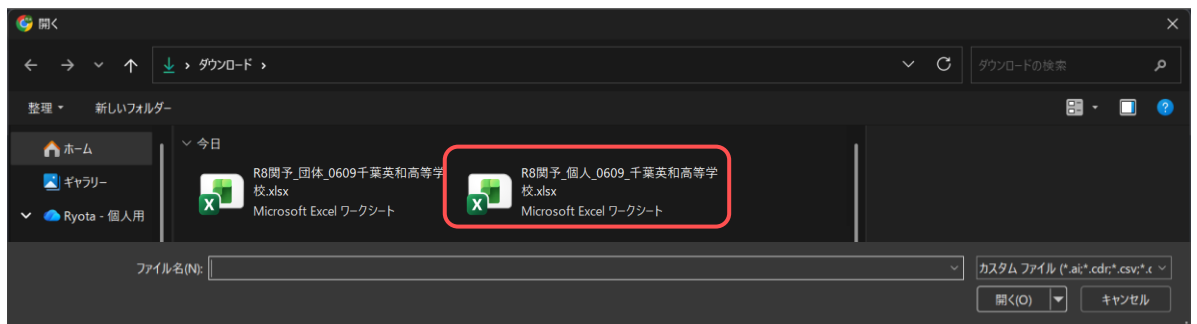 開く
ダウンロード
ダウンロードの検索
整理
新しいフォルダー
ホーム
ギャラリー
Ryota - 個人用
今日
R8関予_団体_0609千葉英和高等学
校.xlsx
Microsoft Excel ワークシート
R8関予_個人_0609_千葉英和高等学
校.xlsx
Microsoft Excel ワークシート
ファイル名(N):
カスタム ファイル (*.ai;*.cdr;*.csv;*.c
開く(O)
キャンセル